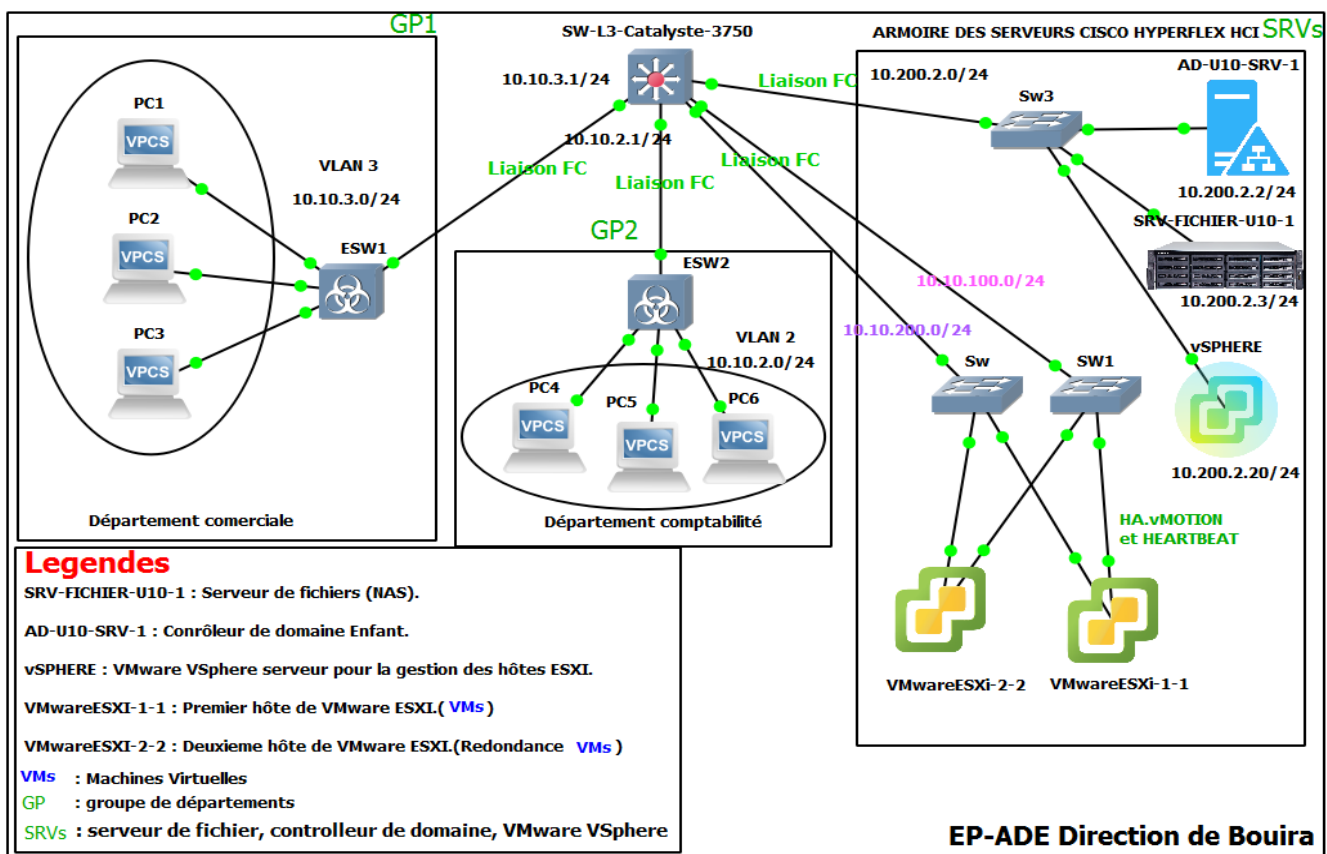 GP1
PC1
VPCS
PC2
VPCS
PC3
VPCS
VLAN 3
10.10.3.0/24
ESW1
Département comerciale
SW-L3-Catalyste-3750
10.10.3.1/24
10.10.2.1/24
Liaison FC
Liaison FC
Liaison FC
Liaison FC
GP2
ESW2
VLAN 2
10.10.2.0/24
PC4
VPCS
PC5
VPCS
PC6
VPCS
Département comptabilité
ARMOIRE DES SERVEURS CISCO HYPERFLEX HCI SRVs
10.200.2.0/24
AD-U10-SRV-1
Sw3
10.200.2.2/24
SRV-FICHIER-U10-1
10.200.2.3/24
10.10.100.0/24
10.10.200.0/24
vSPHERE
Sw
SW1
10.200.2.20/24
HA.vMOTION
et HEARTBEAT
VMwareESXi-2-2
VMwareESXi-1-1
Legendes
SRV-FICHIER-U10-1 : Serveur de fichiers (NAS).
AD-U10-SRV-1 : Conrôleur de domaine Enfant.
vSPHERE : VMware VSphere serveur pour la gestion des hôtes ESXI.
VMwareESXI-1-1 : Premier hôte de VMware ESXI.( VMs )
VMwareESXI-2-2 : Deuxieme hôte de VMware ESXI.(Redondance VMs )
VMs : Machines Virtuelles
GP : groupe de départements
SRVs : serveur de fichier, controlleur de domaine, VMware VSphere
EP-ADE Direction de Bouira